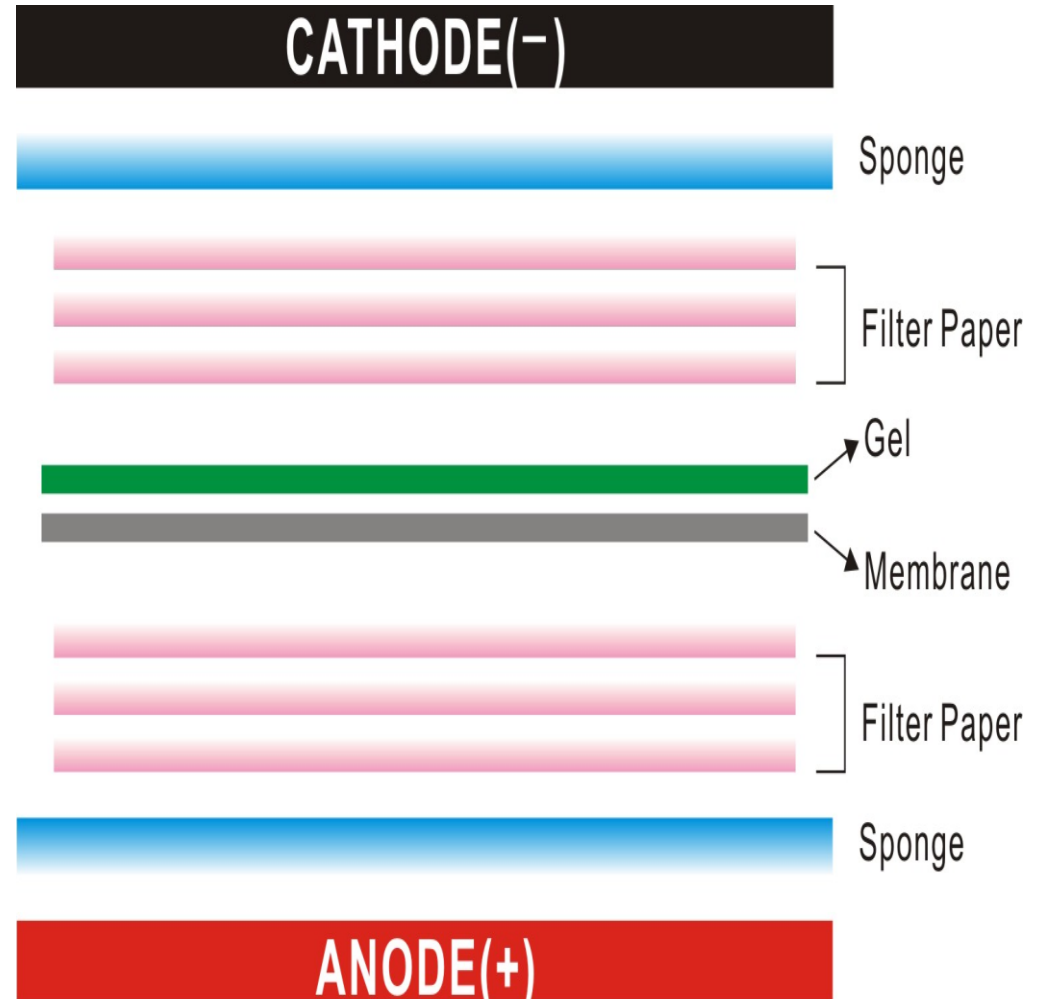 CATHODE(−)
Sponge
Filter Paper
Gel
Membrane
Filter Paper
Sponge
ANODE(+)